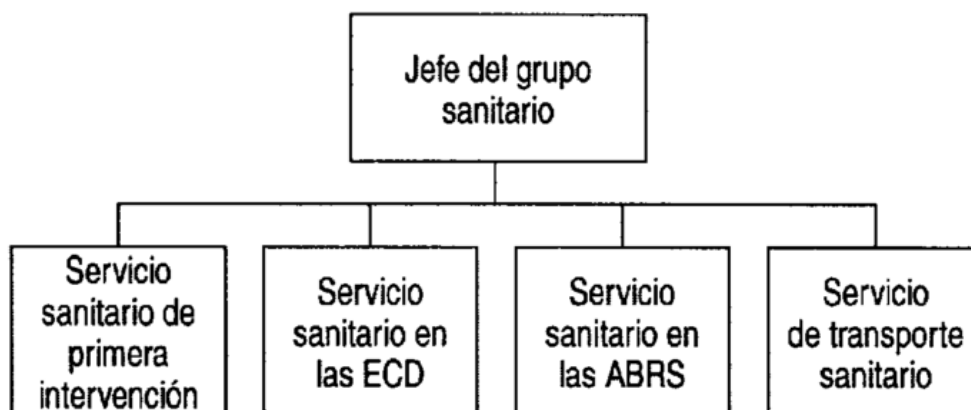 Jefe del grupo
sanitario
Servicio
sanitario de
primera
intervención
Servicio
sanitario en
las ECD
Servicio
sanitario en
las ABRS
Servicio
de transporte
sanitario